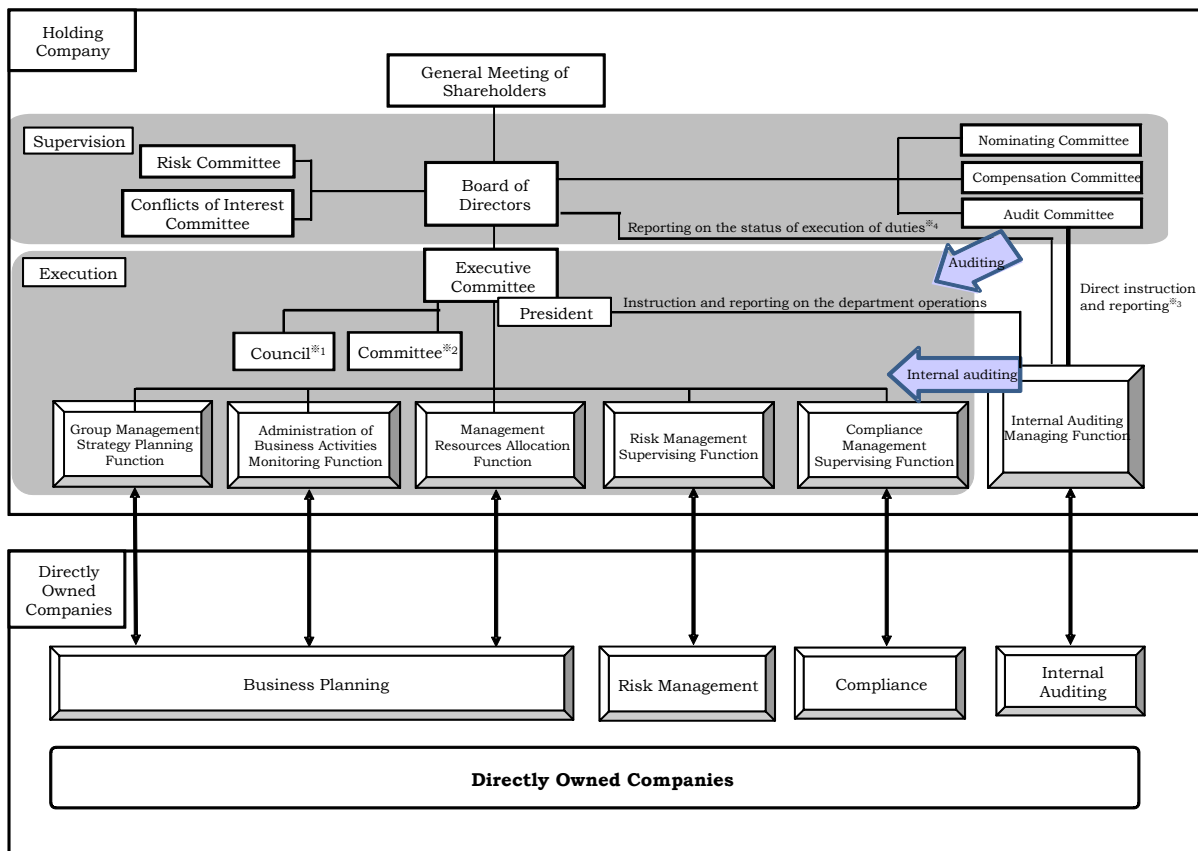 Holding
Company
General Meeting of
Shareholders
Supervision
Risk Committee
Conflicts of Interest
Committee
Board of
Directors
Nominating Committee
Compensation Committee
Audit Committee
Reporting on the status of execution of duties※4
Execution
Executive
Committee
Auditing
President
Instruction and reporting on the department operations
Direct instruction
and reporting※3
Council※1
Committee※2
Internal auditing
Group Management
Strategy Planning
Function
Administration of
Business Activities
Monitoring Function
Management
Resources Allocation
Function
Risk Management
Supervising Function
Compliance
Management
Supervising Function
Internal Auditing
Managing Function
Directly
Owned
Companies
Business Planning
Risk Management
Compliance
Internal
Auditing
Directly Owned Companies